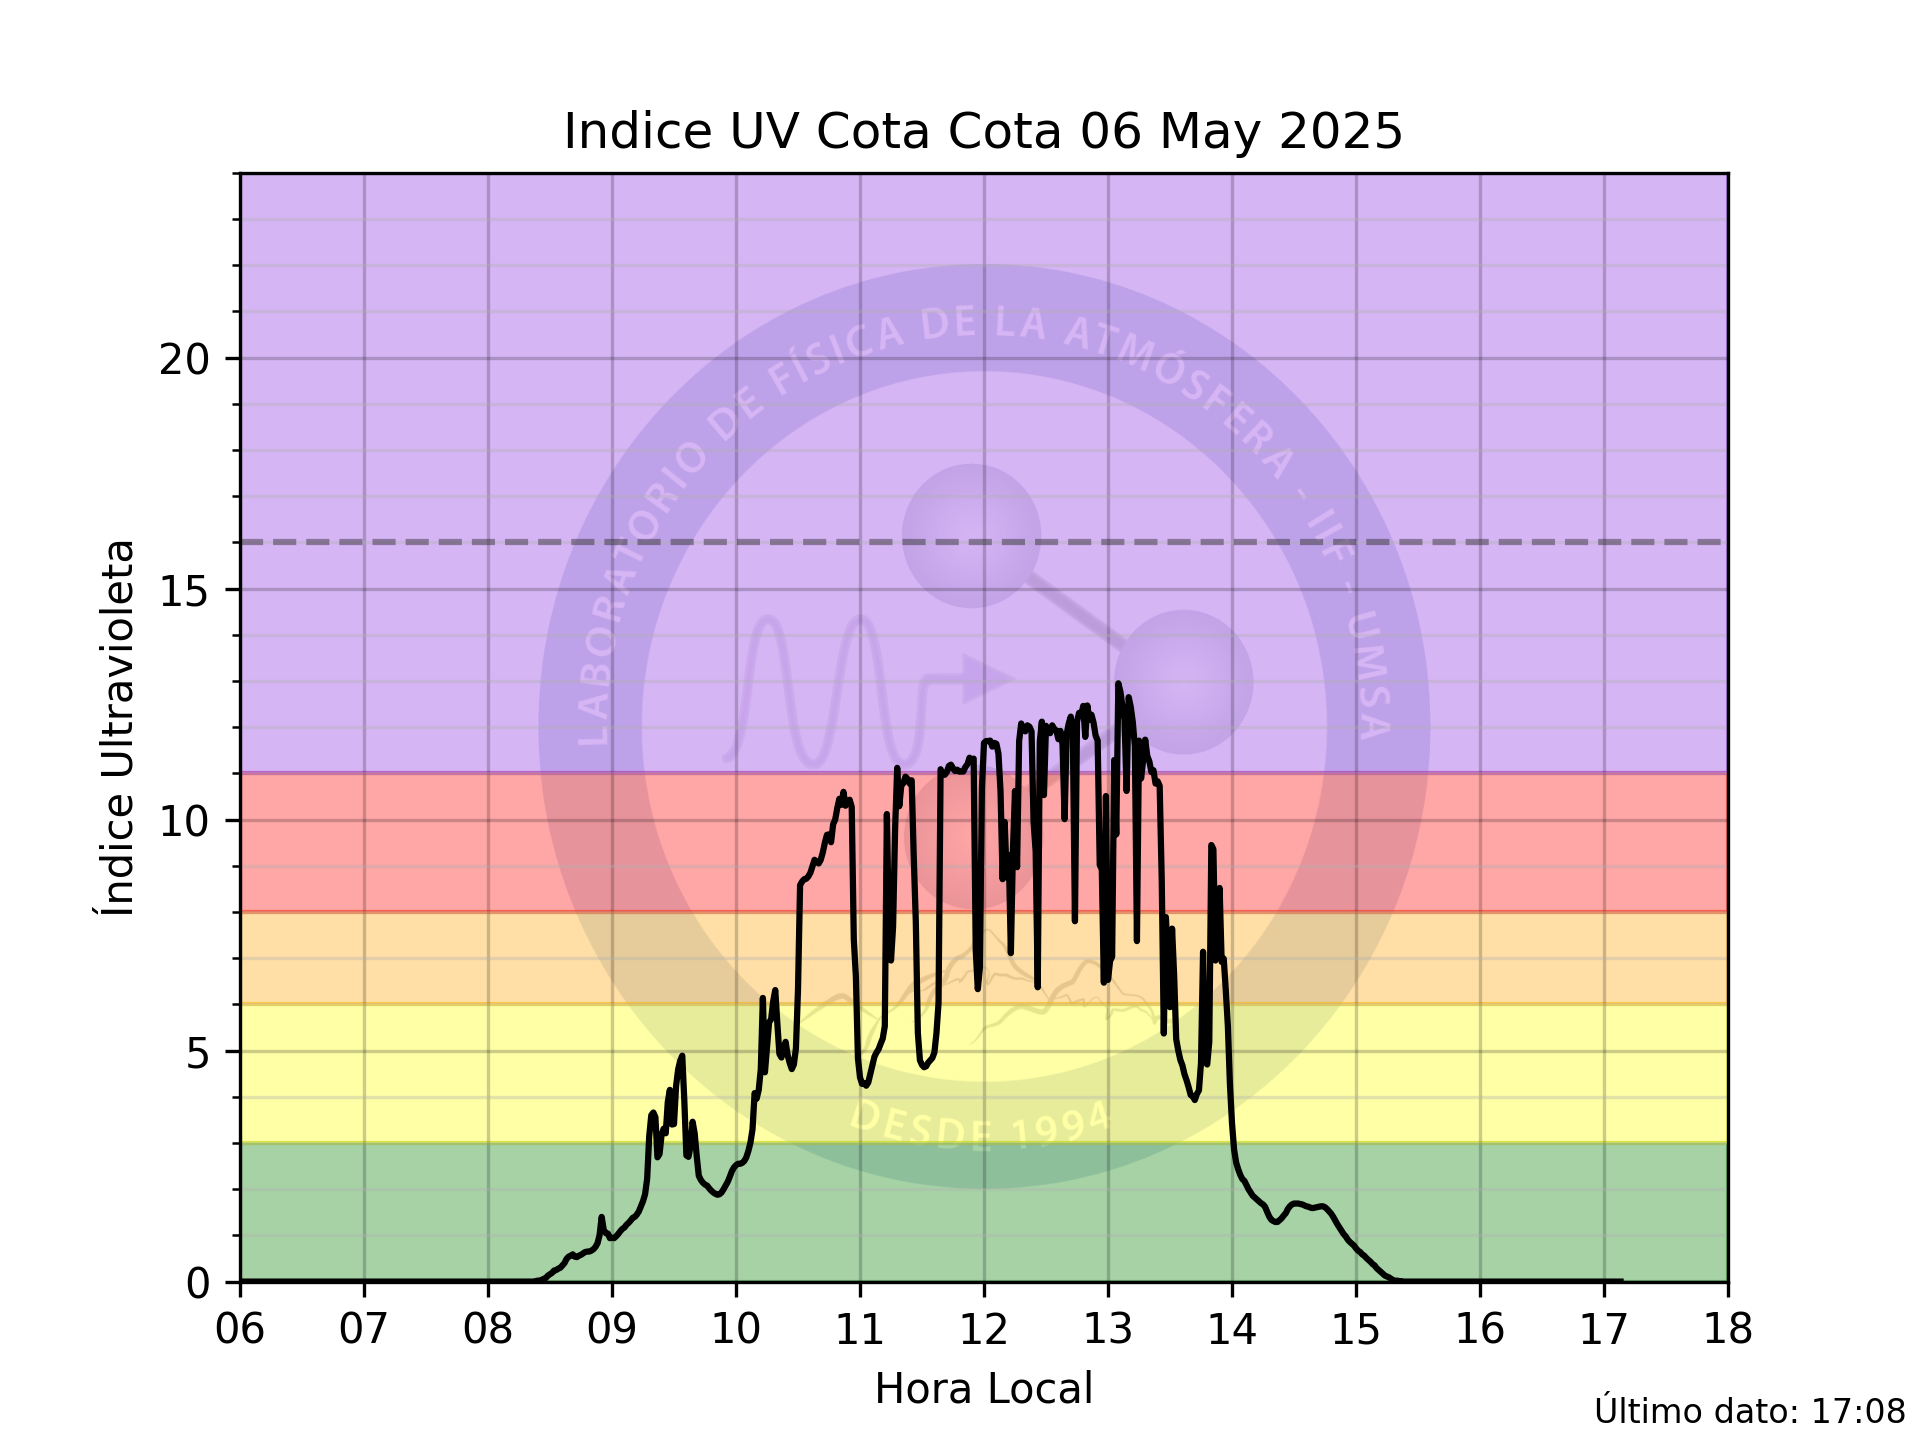 Indice UV Cota Cota 06 May 2025
Índice Ultravioleta
20
15
10
5
0
LABORATORIO DE FÍSICA DE LA ATMÓSFERA - IIF - UMSA
DESDE 1994
06 07 08 09 10 11 12 13 14 15 16 17 18
Hora Local
Último dato: 17:08